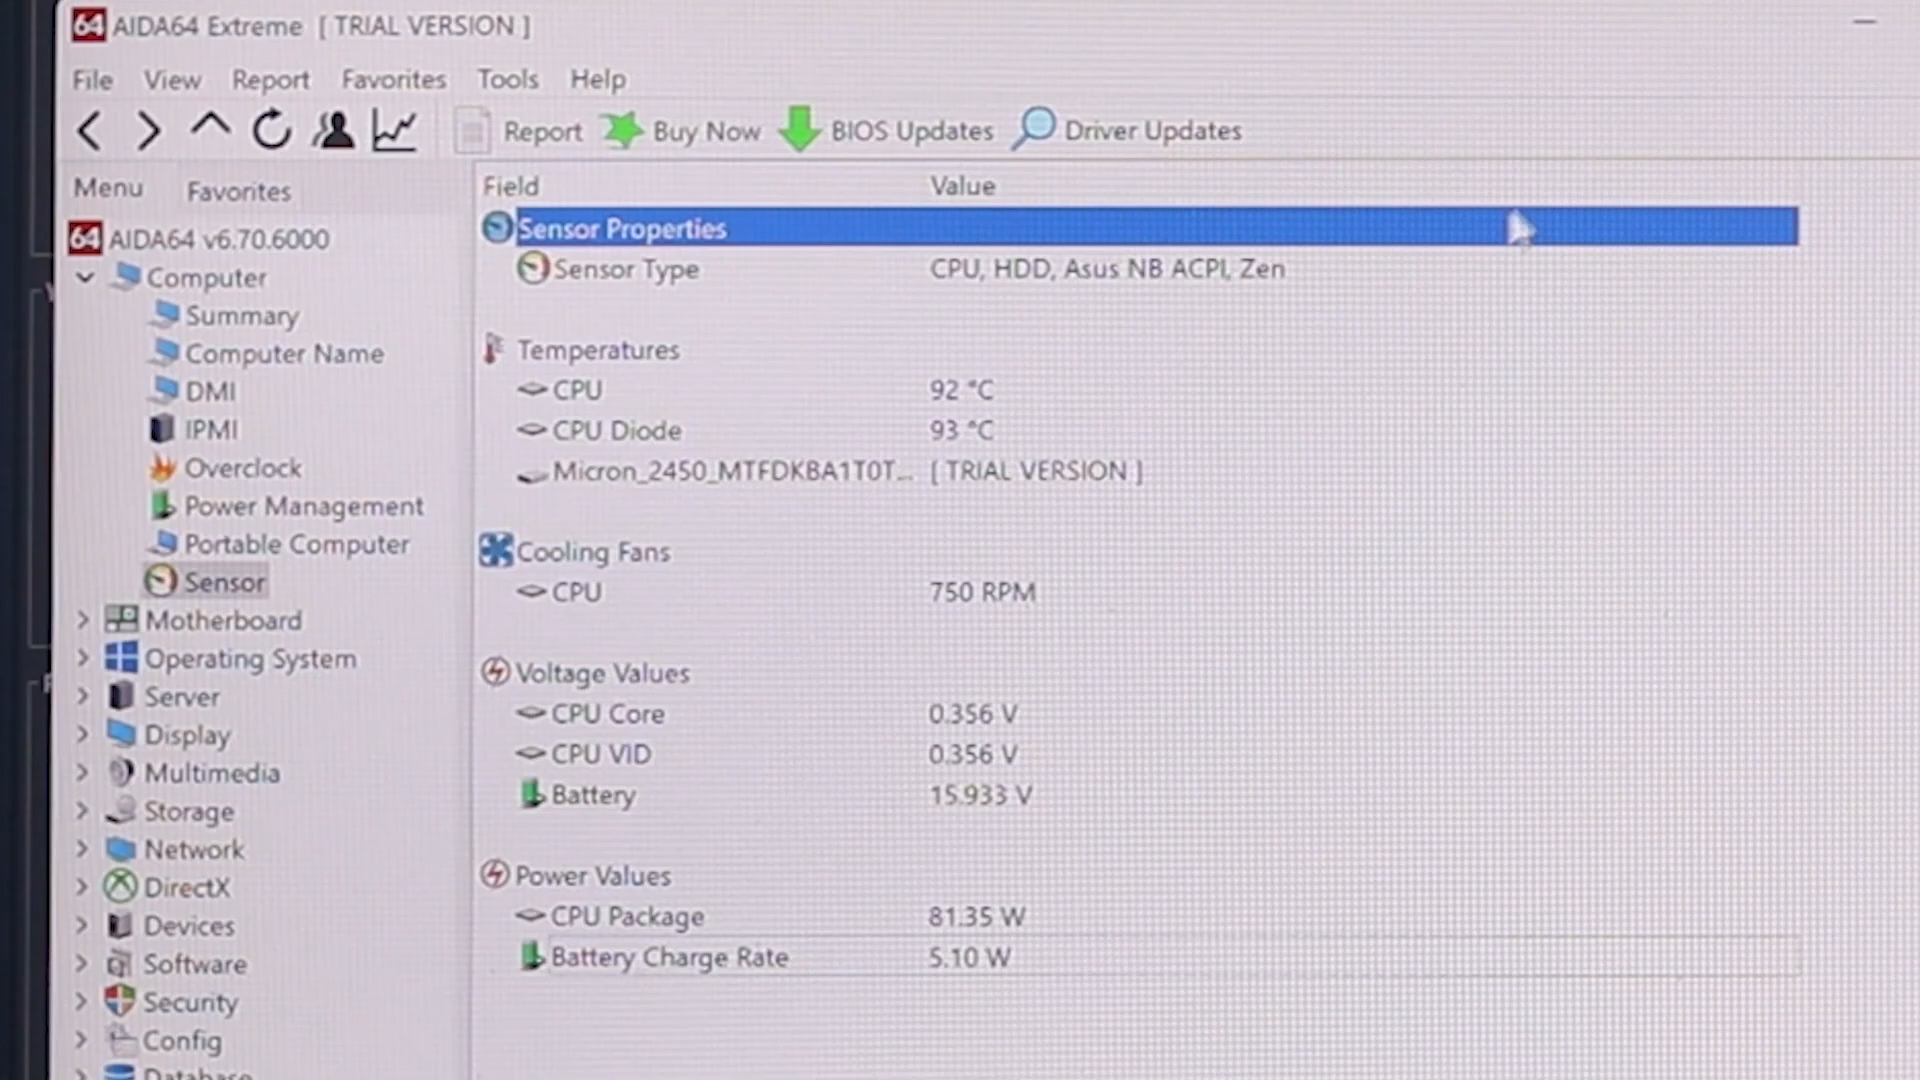 64 AIDA64 Extreme [ TRIAL VERSION ]
File View Report Favorites Tools Help
Report Buy Now BIOS Updates Driver Updates
Menu Favorites
64 AIDA64 v6.70.6000
Computer
Summary
Computer Name
DMI
IPMI
Overclock
Power Management
Portable Computer
Sensor
Motherboard
Operating System
Server
Display
Multimedia
Storage
Network
DirectX
Devices
Software
Security
Config
Database
Field Value
Sensor Properties
Sensor Type CPU, HDD, Asus NB ACPI, Zen
Temperatures
CPU 92 °C
CPU Diode 93 °C
Micron_2450_MTFDKBA1T0T... [ TRIAL VERSION ]
Cooling Fans
CPU 750 RPM
Voltage Values
CPU Core 0.356 V
CPU VID 0.356 V
Battery 15.933 V
Power Values
CPU Package 81.35 W
Battery Charge Rate 5.10 W